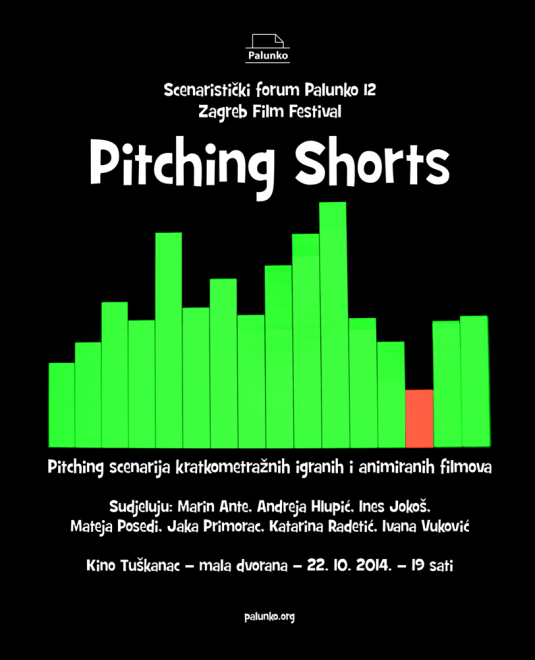 Palunko
Scenaristički forum Palunko 12
Zagreb Film Festival
Pitching Shorts
Pitching scenarija kratkometražnih igranih i animiranih filmova
Sudjeluju: Marin Ante, Andreja Hlupić, Ines Jokoš,
Mateja Posedi, Jaka Primorac, Katarina Radetić, Ivana Vuković
Kino Tuškanac – mala dvorana – 22. 10. 2014. – 19 sati
palunko.org